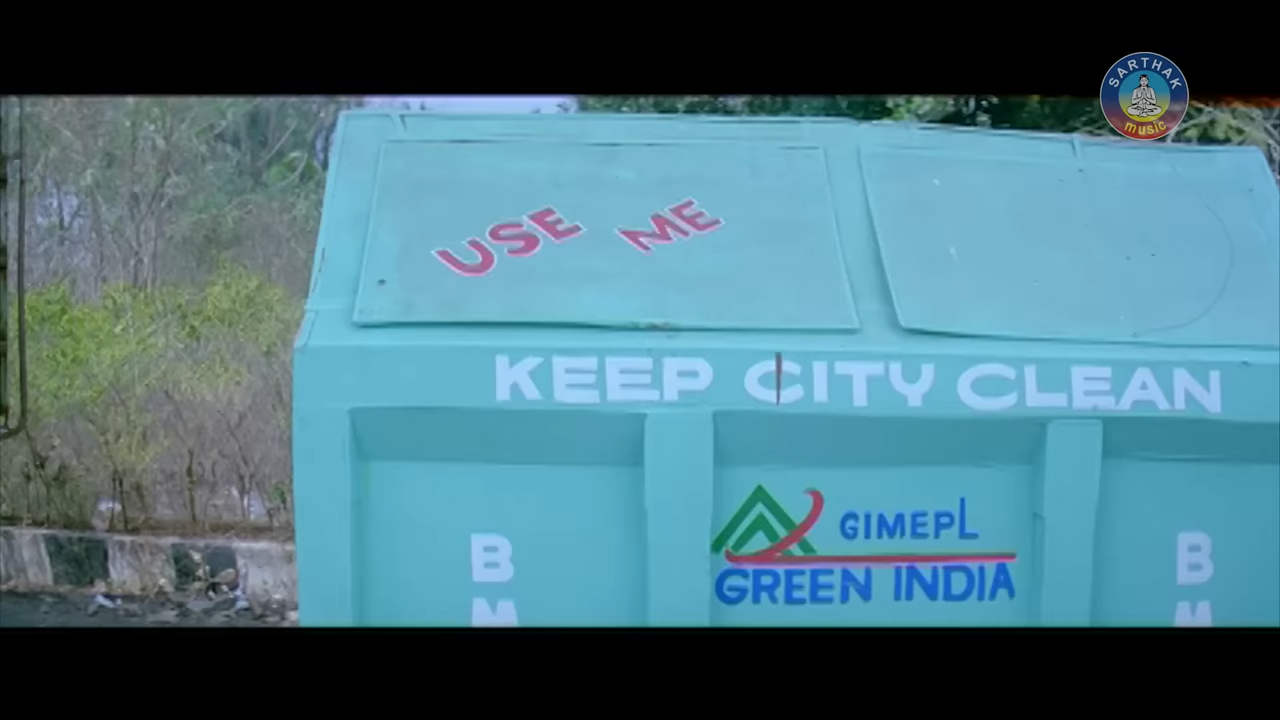 SARTHAK
music
USE ME
KEEP CITY CLEAN
GIMEPL
GREEN INDIA
B
M
B
M